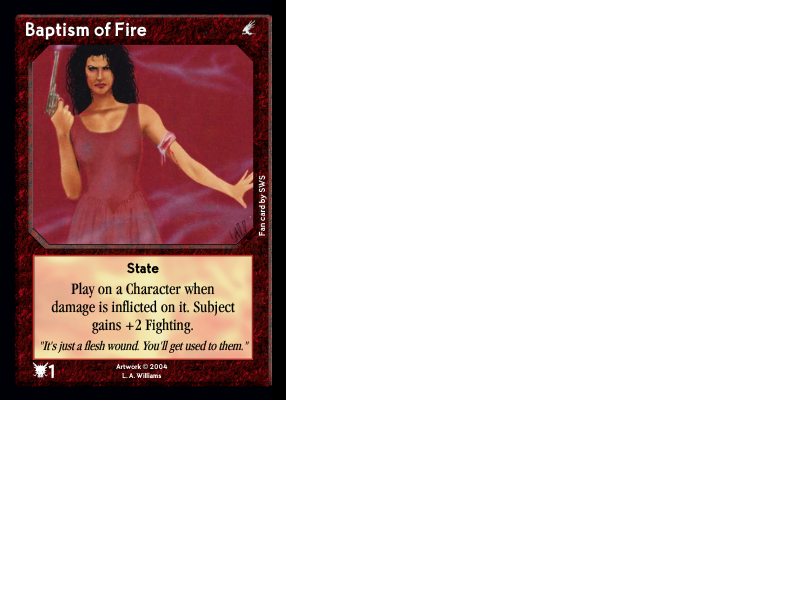 Baptism of Fire
Fan card by SWS
State
Play on a Character when
damage is inflicted on it. Subject
gains +2 Fighting.
"It's just a flesh wound. You'll get used to them."
1
Artwork © 2004
L. A. Williams